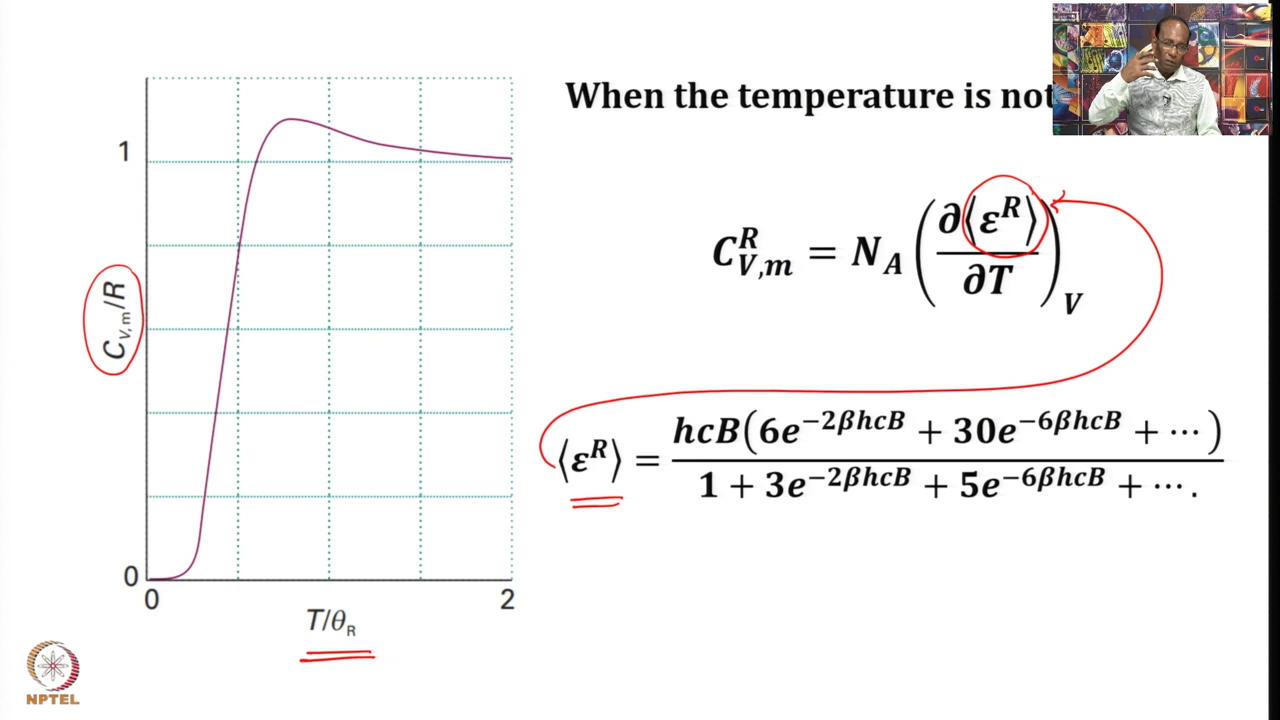 When the temperature is not
1
C_{V,m}/R
0
0
2
T/θ_R
C^R_{V,m} = N_A (∂⟨ε^R⟩/∂T)_V
⟨ε^R⟩ = hcB(6e^{-2βhcB} + 30e^{-6βhcB} + ⋯)/1 + 3e^{-2βhcB} + 5e^{-6βhcB} + ⋯.
NPTEL